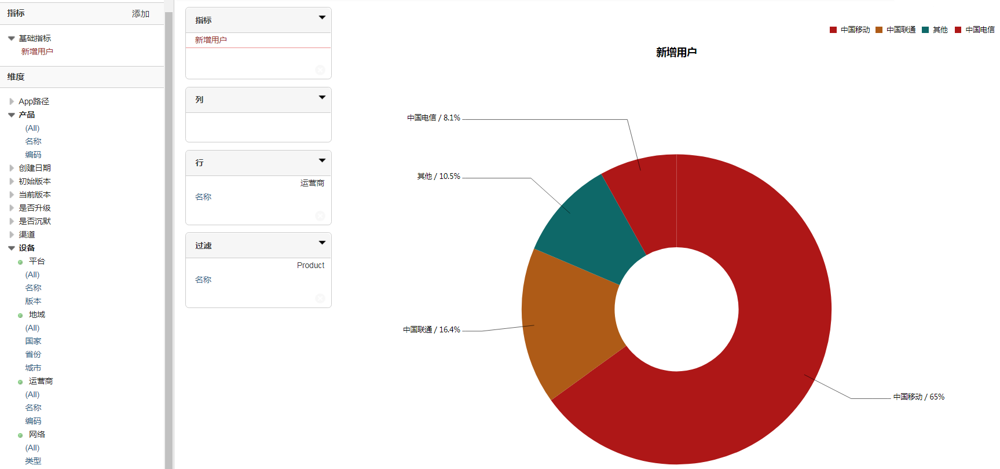 指标 添加
基础指标
新增用户
维度
App路径
产品
(All)
名称
编码
创建日期
初始版本
当前版本
是否升级
是否沉默
渠道
设备
平台
(All)
名称
版本
地域
(All)
国家
省份
城市
运营商
(All)
名称
编码
网络
(All)
类型
指标
新增用户
列
行
运营商
名称
过滤
Product
名称
中国移动 中国联通 其他 中国电信
新增用户
中国电信 / 8.1%
其他 / 10.5%
中国联通 / 16.4%
中国移动 / 65%